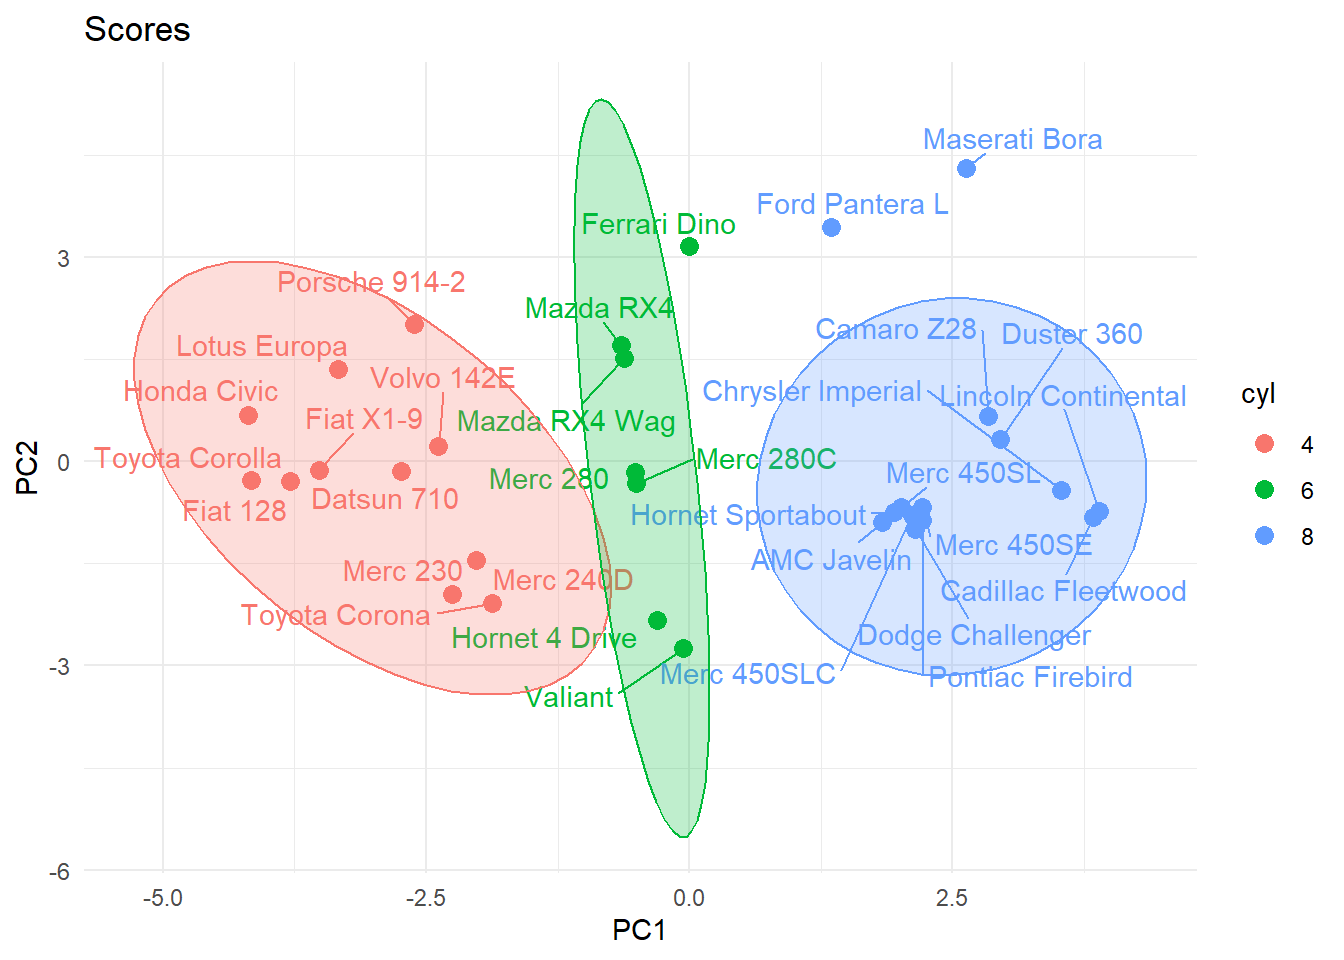 Scores
Maserati Bora
Ford Pantera L
Ferrari Dino
Porsche 914-2
Mazda RX4
Camaro Z28
Duster 360
Lotus Europa
Volvo 142E
Honda Civic
Chrysler Imperial
Lincoln Continental
Fiat X1-9
Mazda RX4 Wag
Toyota Corolla
Merc 280C
Merc 280
Merc 450SL
Datsun 710
Fiat 128
Hornet Sportabout
Merc 450SE
AMC Javelin
Merc 230
Merc 240D
Cadillac Fleetwood
Toyota Corona
Hornet 4 Drive
Dodge Challenger
Merc 450SLC
Pontiac Firebird
Valiant
3
0
-3
-6
-5.0
-2.5
0.0
2.5
PC1
PC2
cyl
4
6
8